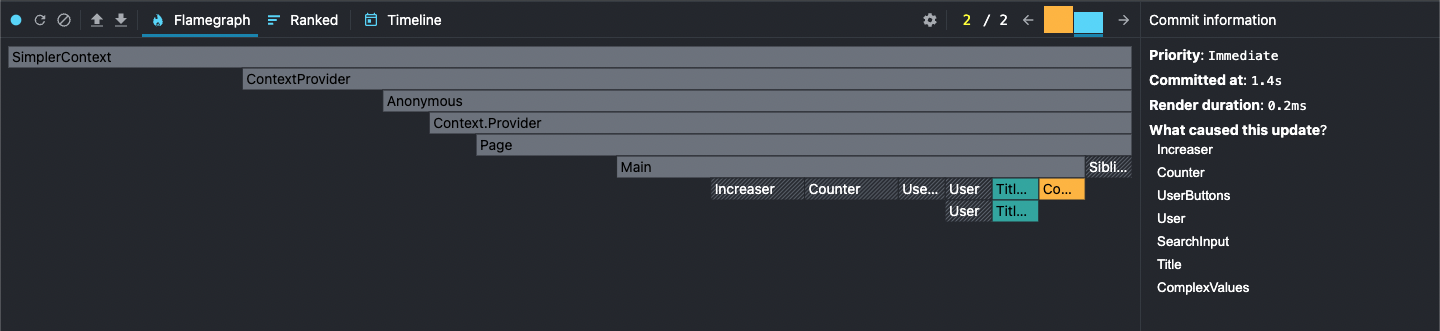 Flamegraph Ranked Timeline 2 / 2
SimplerContext
ContextProvider
Anonymous
Context.Provider
Page
Main Sibli...
Increaser Counter Use... User Titl... Co...
User Titl...
Commit information
Priority: Immediate
Committed at: 1.4s
Render duration: 0.2ms
What caused this update?
Increaser
Counter
UserButtons
User
SearchInput
Title
ComplexValues